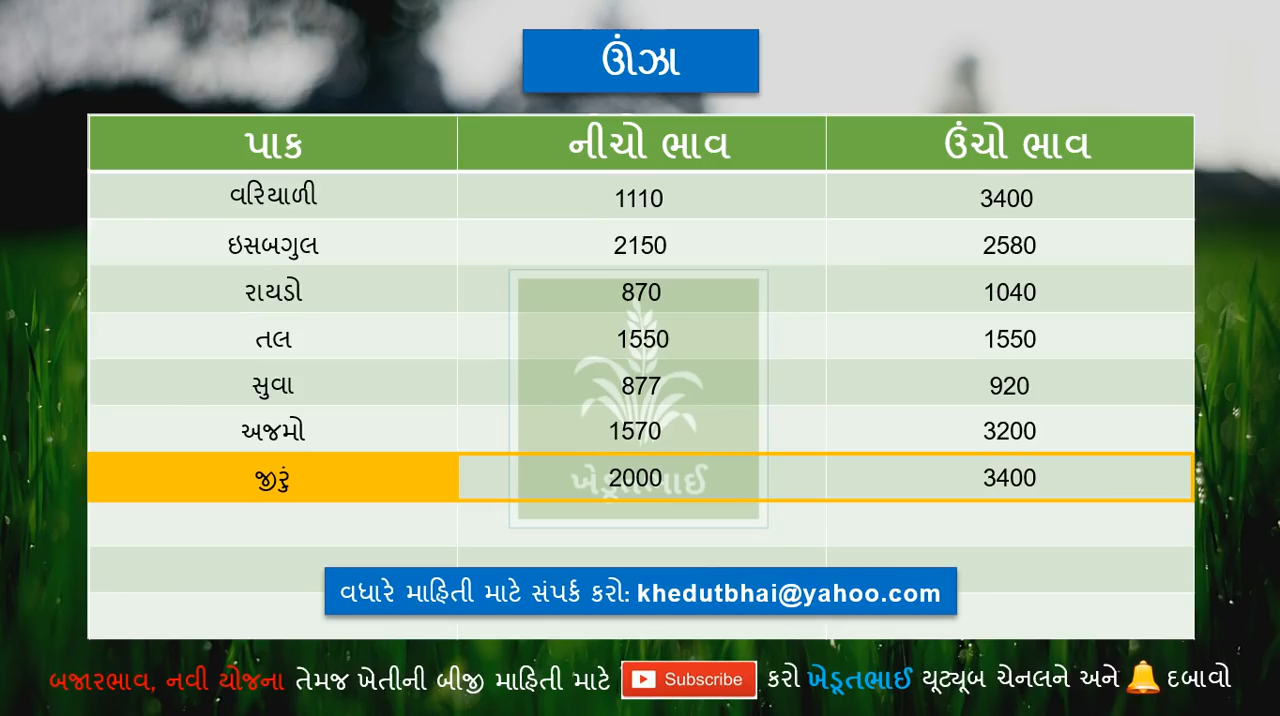 ઊંઝા
પાક નીચો ભાવ ઉંચો ભાવ
વરિયાળી 1110 3400
ઇસબગુલ 2150 2580
રાયડો 870 1040
તલ 1550 1550
સુવા 877 920
અજમો 1570 3200
જીરું 2000 3400
ખેડૂતભાઈ
વધારે માહિતી માટે સંપર્ક કરો: khedutbhai@yahoo.com
બજારભાવ, નવી યોજના તેમજ ખેતીની બીજી માહિતી માટે Subscribe કરો ખેડૂતભાઈ યૂટ્યૂબ ચેનલને અને દબાવો